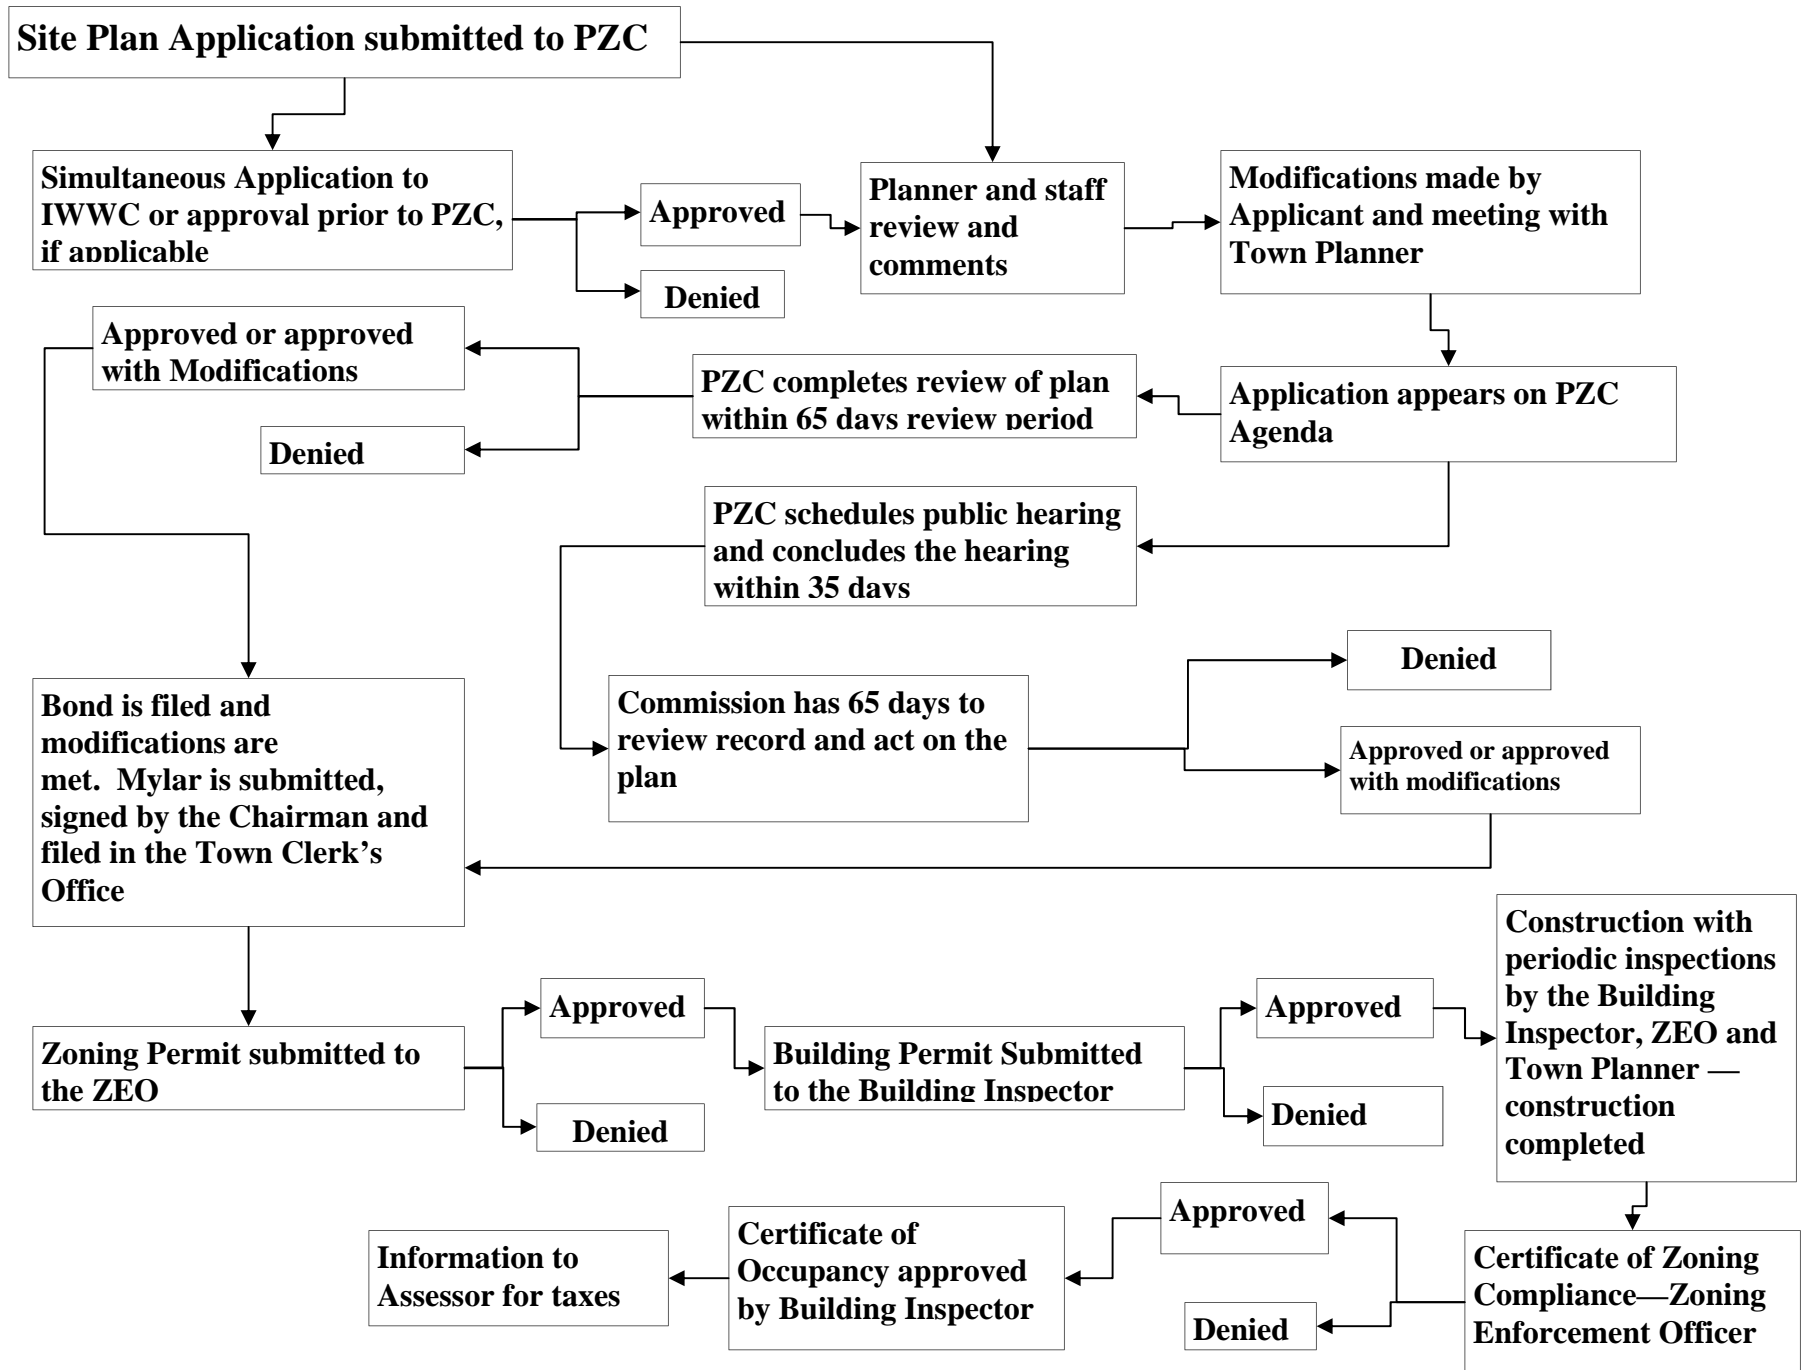 Site Plan Application submitted to PZC
Simultaneous Application to
IWWC or approval prior to PZC,
if applicable
Approved
Denied
Planner and staff
review and
comments
Modifications made by
Applicant and meeting with
Town Planner
Approved or approved
with Modifications
Denied
PZC completes review of plan
within 65 days review period
Application appears on PZC
Agenda
PZC schedules public hearing
and concludes the hearing
within 35 days
Denied
Commission has 65 days to
review record and act on the
plan
Approved or approved
with modifications
Bond is filed and
modifications are
met.  Mylar is submitted,
signed by the Chairman and
filed in the Town Clerk’s
Office
Zoning Permit submitted to
the ZEO
Approved
Denied
Building Permit Submitted
to the Building Inspector
Approved
Denied
Construction with
periodic inspections
by the Building
Inspector, ZEO and
Town Planner —
construction
completed
Certificate of Zoning
Compliance—Zoning
Enforcement Officer
Approved
Denied
Certificate of
Occupancy approved
by Building Inspector
Information to
Assessor for taxes